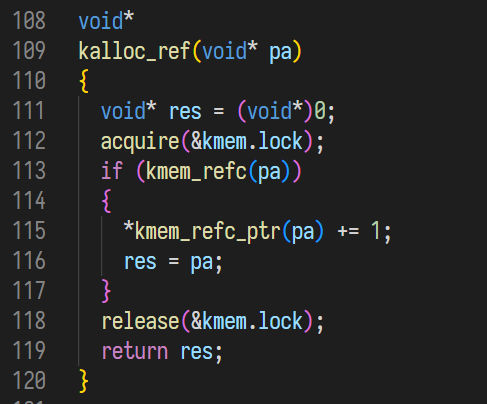 108 void*
109 kalloc_ref(void* pa)
110 {
111 void* res = (void*)0;
112 acquire(&kmem.lock);
113 if (kmem_refc(pa))
114 {
115 *kmem_refc_ptr(pa) += 1;
116 res = pa;
117 }
118 release(&kmem.lock);
119 return res;
120 }